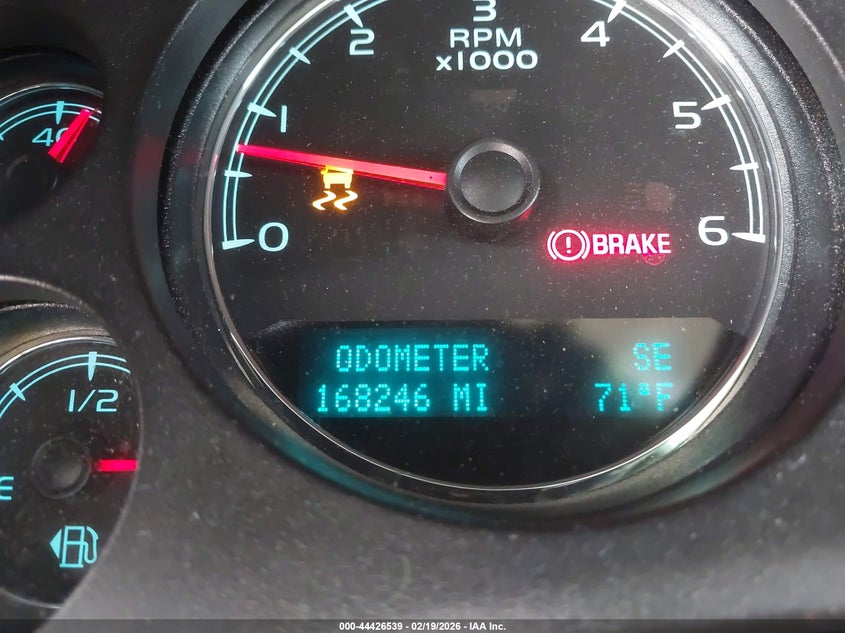 3
2 4
RPM
x1000
1 5
40
0 6
(!) BRAKE
ODOMETER SE
168246 MI 71°F
1/2
E
000-44426539 - 02/19/2026 - IAA Inc.